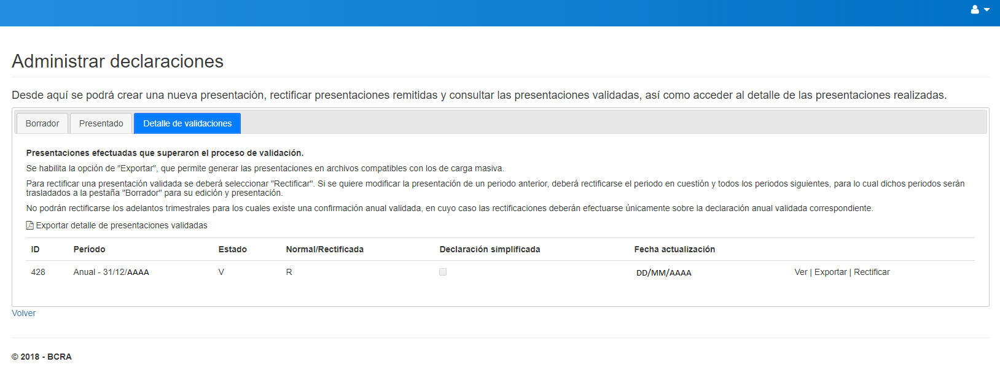 Administrar declaraciones
Desde aquí se podrá crear una nueva presentación, rectificar presentaciones remitidas y consultar las presentaciones validadas, así como acceder al detalle de las presentaciones realizadas.
Borrador Presentado Detalle de validaciones
Presentaciones efectuadas que superaron el proceso de validación.
Se habilita la opción de "Exportar", que permite generar las presentaciones en archivos compatibles con los de carga masiva.
Para rectificar una presentación validada se deberá seleccionar "Rectificar". Si se quiere modificar la presentación de un periodo anterior, deberá rectificarse el periodo en cuestión y todos los periodos siguientes, para lo cual dichos periodos serán
trasladados a la pestaña "Borrador" para su edición y presentación.
No podrán rectificarse los adelantos trimestrales para los cuales existe una confirmación anual validada, en cuyo caso las rectificaciones deberán efectuarse únicamente sobre la declaración anual validada correspondiente.
Exportar detalle de presentaciones validadas
ID Período Estado Normal/Rectificada Declaración simplificada Fecha actualización
428 Anual - 31/12/AAAA V R DD/MM/AAAA Ver | Exportar | Rectificar
Volver
© 2018 - BCRA